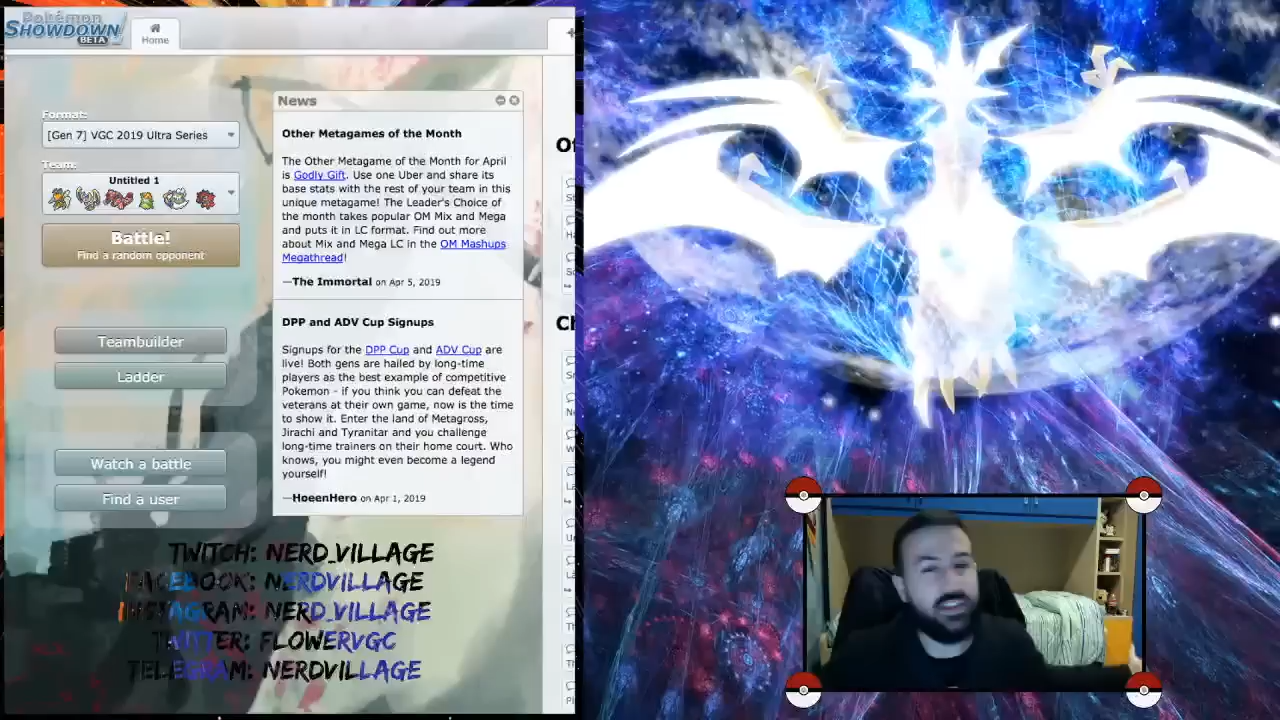 Pokémon
SHOWDOWN
BETA
Home
Format:
[Gen 7] VGC 2019 Ultra Series
Team:
Untitled 1
Battle!
Find a random opponent
Teambuilder
Ladder
Watch a battle
Find a user
News
Other Metagames of the Month
The Other Metagame of the Month for April
is Godly Gift. Use one Uber and share its
base stats with the rest of your team in this
unique metagame! The Leader's Choice of
the month takes popular OM Mix and Mega
and puts it in LC format. Find out more
about Mix and Mega LC in the OM Mashups
Megathread!
—The Immortal on Apr 5, 2019
DPP and ADV Cup Signups
Signups for the DPP Cup and ADV Cup are
live! Both gens are hailed by long-time
players as the best example of competitive
Pokemon - if you think you can defeat the
veterans at their own game, now is the time
to show it. Enter the land of Metagross,
Jirachi and Tyranitar and you challenge
long-time trainers on their home court. Who
knows, you might even become a legend
yourself!
—HoeenHero on Apr 1, 2019
TWITCH: NERD_VILLAGE
FACEBOOK: NERDVILLAGE
INSTAGRAM: NERD_VILLAGE
TWITTER: FLOWERVGC
TELEGRAM: NERDVILLAGE